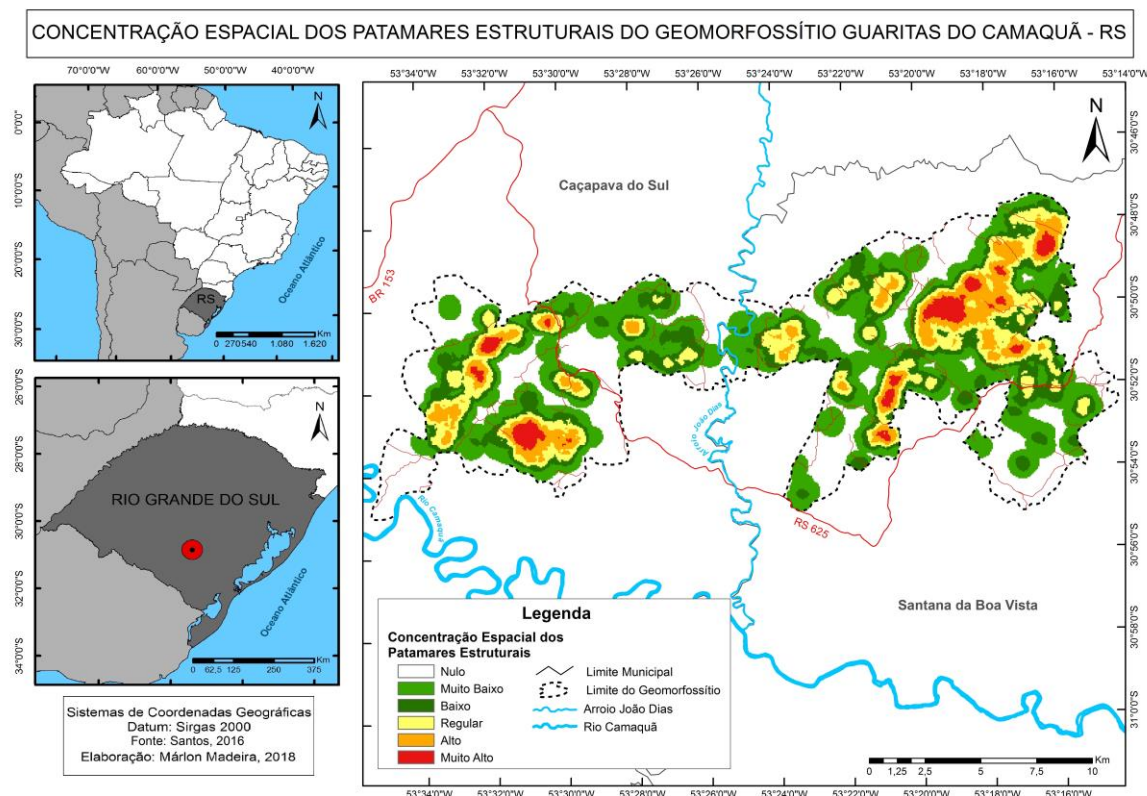 CONCENTRAÇÃO ESPACIAL DOS PATAMARES ESTRUTURAIS DO GEOMORFOSSÍTIO GUARITAS DO CAMAQUÃ - RS
70°0'0"W 60°0'0"W 50°0'0"W 40°0'0"W
0°0'0"
10°0'0"S
20°0'0"S
30°0'0"S
N
RS
Oceano Atlântico
0 270 540 1.080 1.620 Km
26°0'0"S
28°0'0"S
30°0'0"S
32°0'0"S
34°0'0"S
N
RIO GRANDE DO SUL
Oceano Atlântico
0 62,5 125 250 375 Km
Sistemas de Coordenadas Geográficas
Datum: Sirgas 2000
Fonte: Santos, 2016
Elaboração: Márlon Madeira, 2018
53°34'0"W 53°32'0"W 53°30'0"W 53°28'0"W 53°26'0"W 53°24'0"W 53°22'0"W 53°20'0"W 53°18'0"W 53°16'0"W 53°14'0"W
30°46'0"S
30°48'0"S
30°50'0"S
30°52'0"S
30°54'0"S
30°56'0"S
30°58'0"S
31°0'0"S
N
Caçapava do Sul
BR 153
Arroio João Dias
Rio Camaquã
RS 625
Santana da Boa Vista
Legenda
Concentração Espacial dos
Patamares Estruturais
Nulo
Muito Baixo
Baixo
Regular
Alto
Muito Alto
Limite Municipal
Limite do Geomorfossítio
Arroio João Dias
Rio Camaquã
0 1,25 2,5 5 7,5 10 Km
53°34'0"W 53°32'0"W 53°30'0"W 53°28'0"W 53°26'0"W 53°24'0"W 53°22'0"W 53°20'0"W 53°18'0"W 53°16'0"W